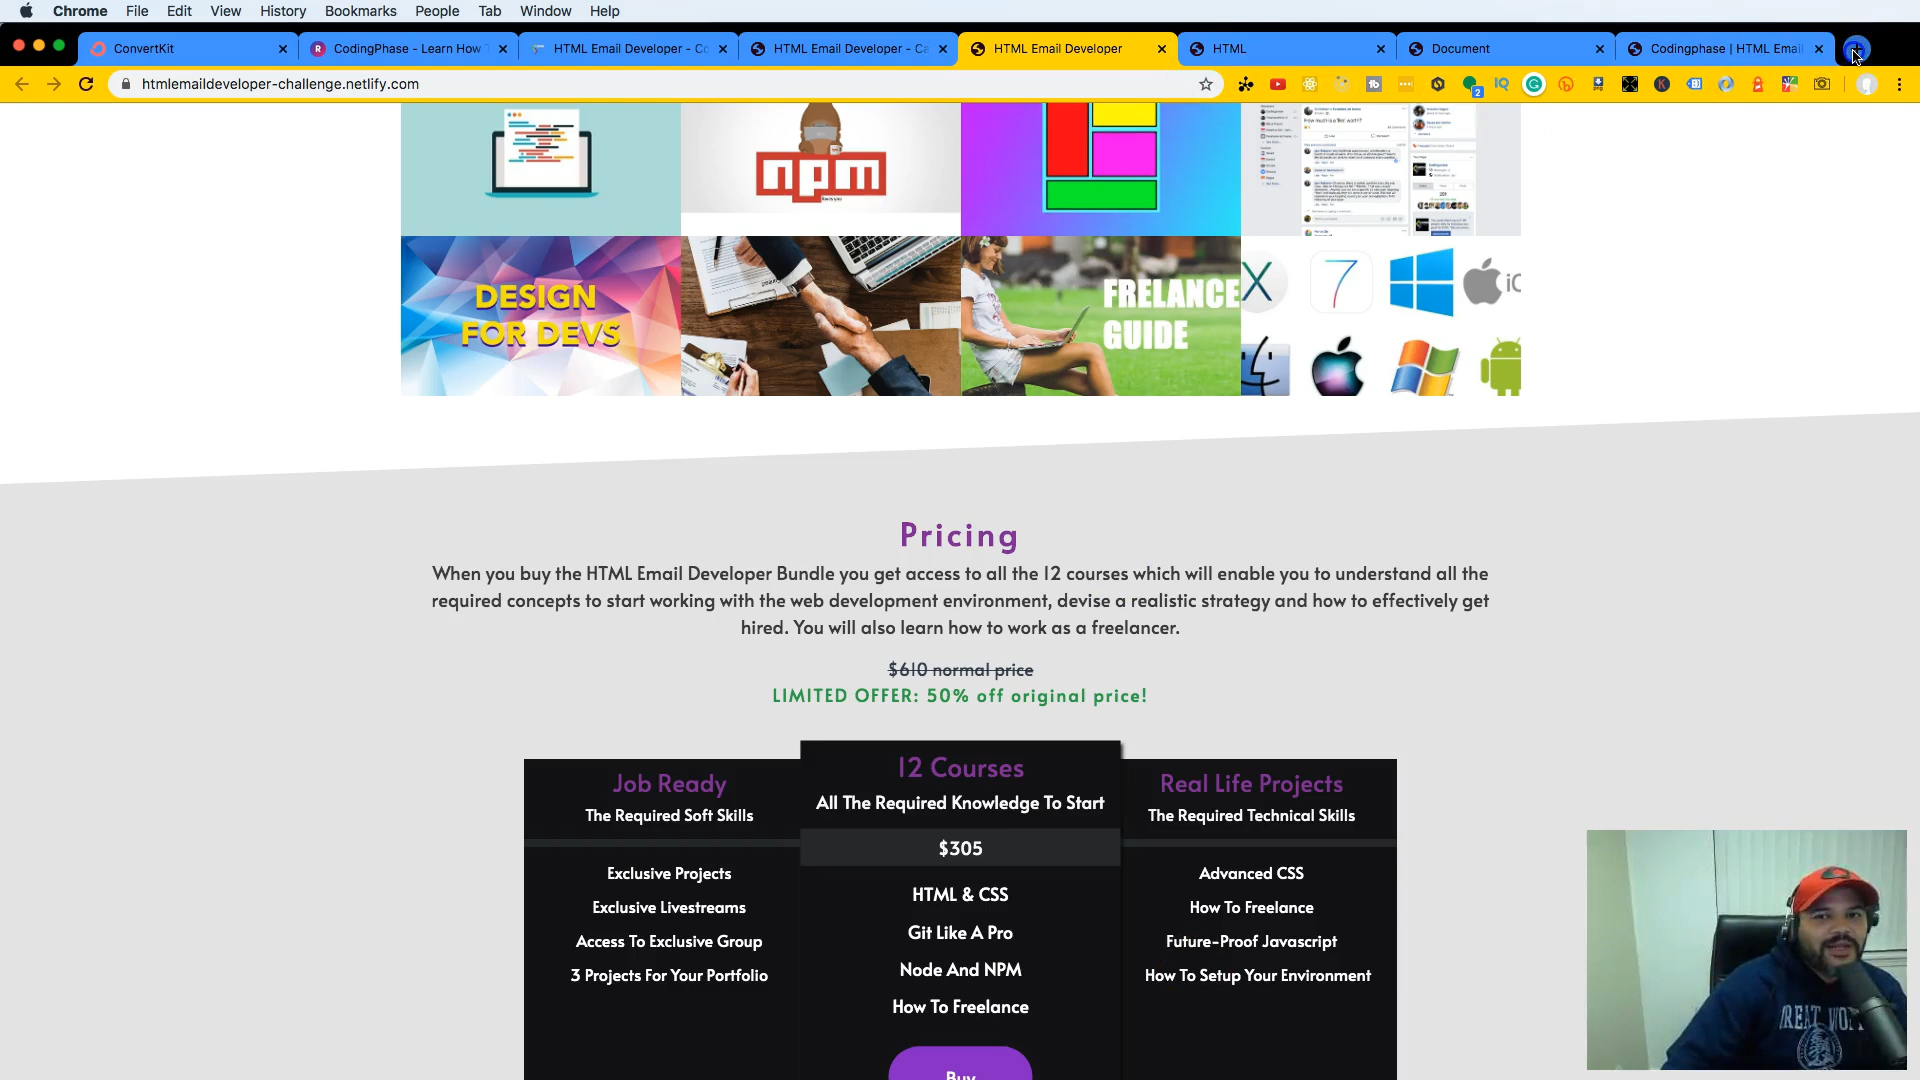 Chrome File Edit View History Bookmarks People Tab Window Help
ConvertKit
CodingPhase - Learn How
HTML Email Developer - Co
HTML Email Developer - Ca
HTML Email Developer
HTML
Document
Codingphase | HTML Email
htmlemaildeveloper-challenge.netlify.com
npm
DESIGN
FOR DEVS
FRELANCE
GUIDE
X
7
iO
Pricing
When you buy the HTML Email Developer Bundle you get access to all the 12 courses which will enable you to understand all the
required concepts to start working with the web development environment, devise a realistic strategy and how to effectively get
hired. You will also learn how to work as a freelancer.
$610 normal price
LIMITED OFFER: 50% off original price!
Job Ready
The Required Soft Skills
Exclusive Projects
Exclusive Livestreams
Access To Exclusive Group
3 Projects For Your Portfolio
12 Courses
All The Required Knowledge To Start
$305
HTML & CSS
Git Like A Pro
Node And NPM
How To Freelance
Buy
Real Life Projects
The Required Technical Skills
Advanced CSS
How To Freelance
Future-Proof Javascript
How To Setup Your Environment